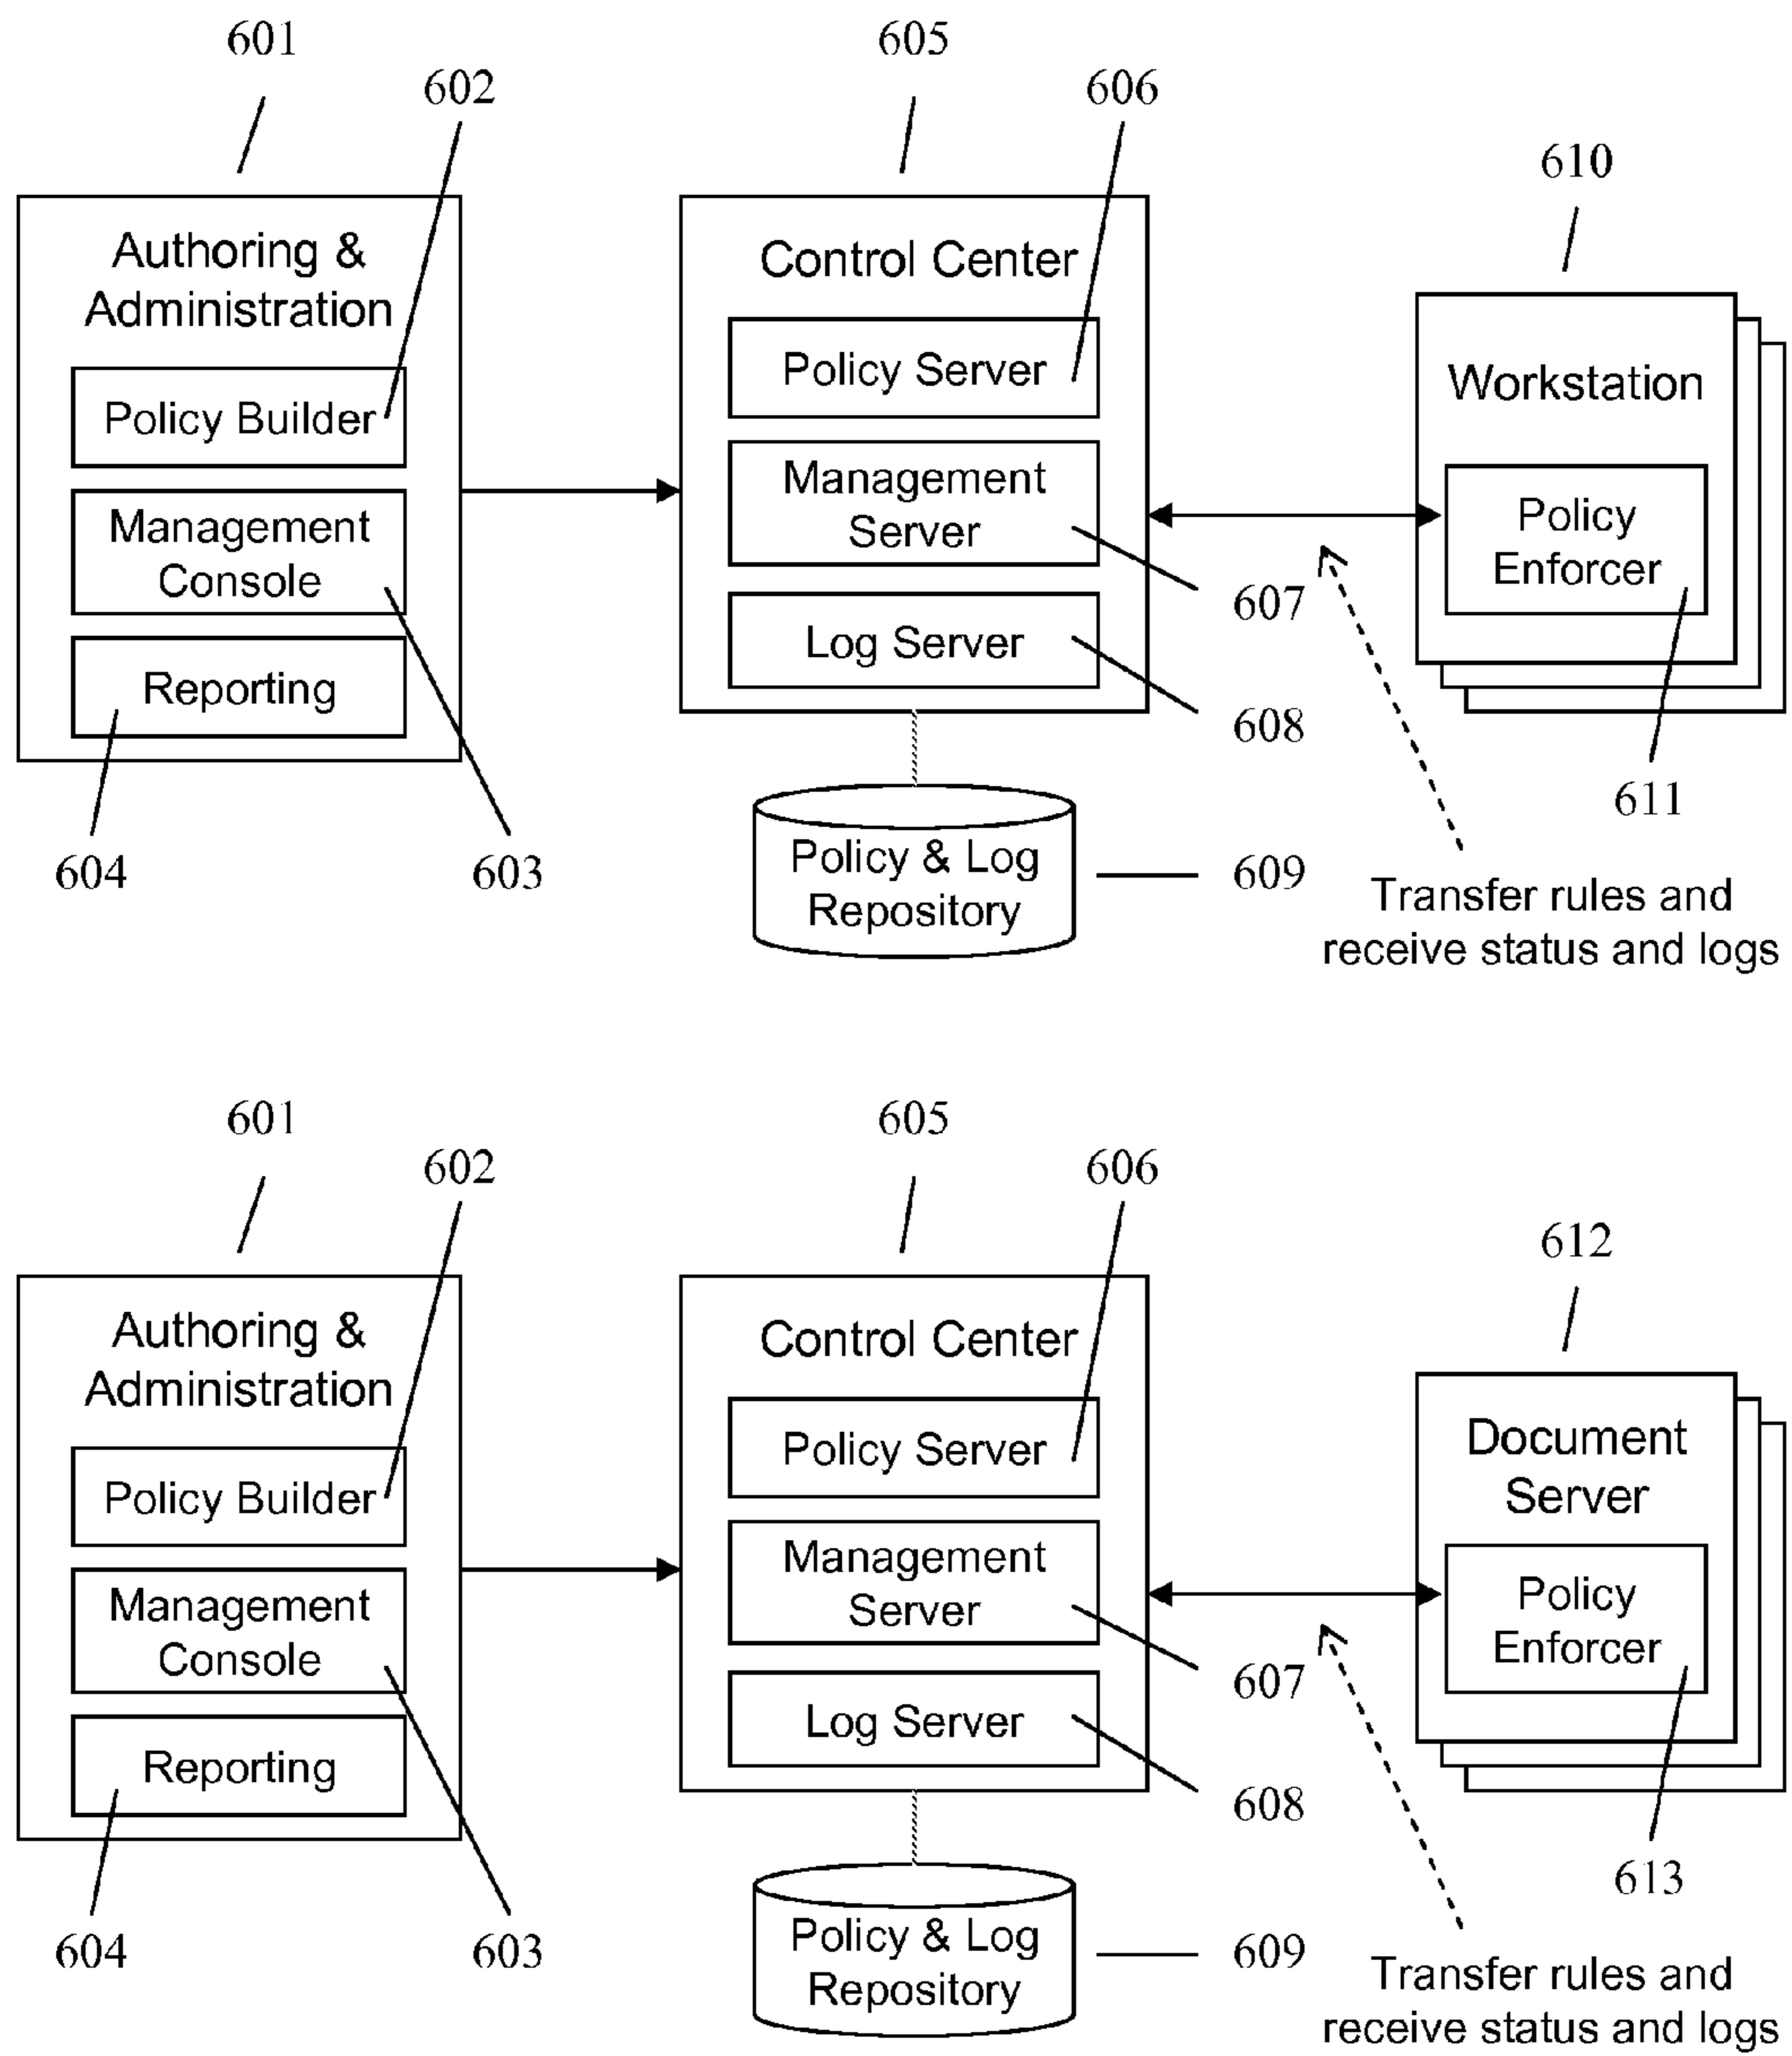 601
605
602
606
610
Authoring &
Administration
Control Center
Policy Server
Workstation
Policy Builder
Management
Server
Management
Console
Policy
Enforcer
607
Log Server
Reporting
608
611
604
603
Policy & Log
Repository
609
Transfer rules and
receive status and logs
601
605
602
606
612
Authoring &
Administration
Control Center
Document
Server
Policy Server
Policy Builder
Management
Server
Management
Console
Policy
Enforcer
607
Log Server
Reporting
608
613
604
603
Policy & Log
Repository
609
Transfer rules and
receive status and logs